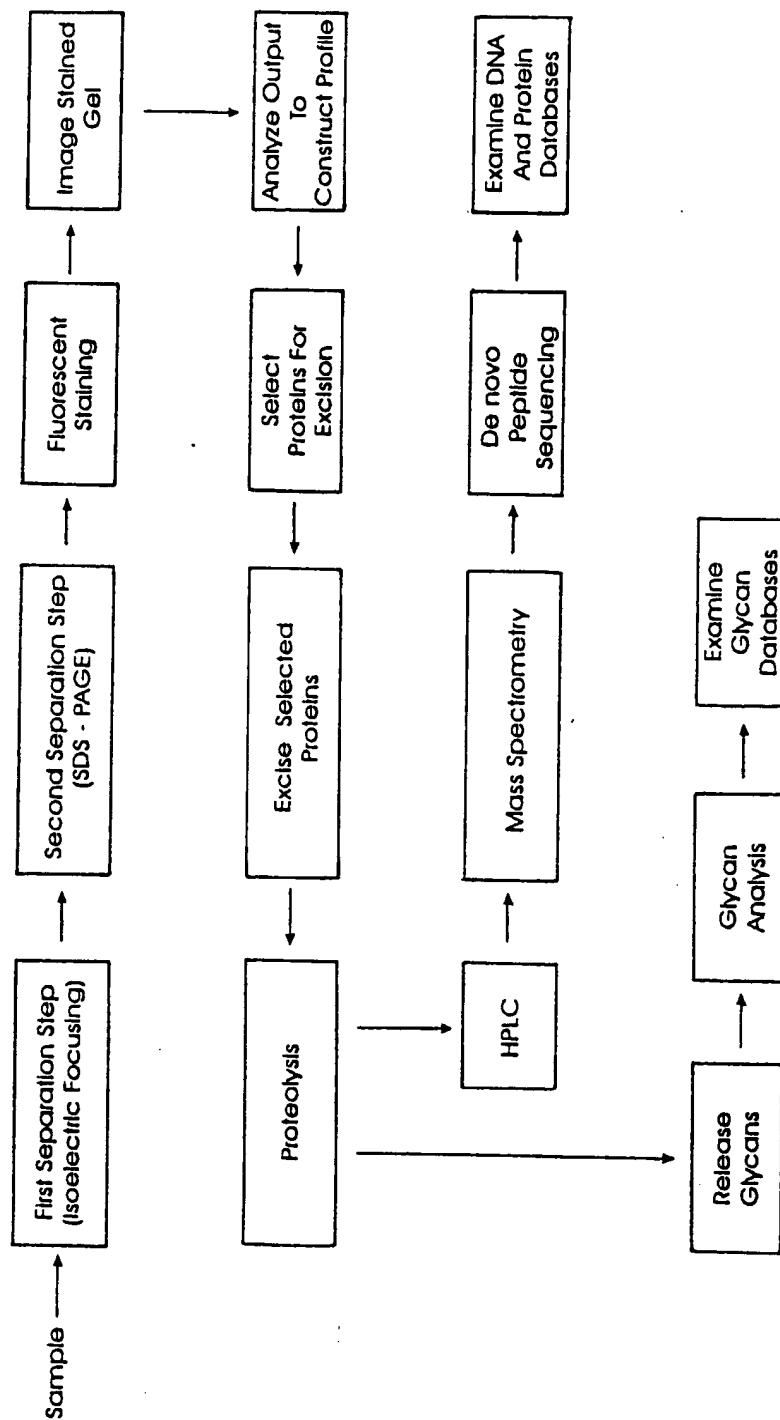 Sample
First Separation Step
(Isoelectric Focusing)
Second Separation Step
(SDS - PAGE)
Fluorescent
Staining
Image Stained
Gel
Analyze Output
To
Construct Profile
Select
Proteins For
Excision
Excise Selected
Proteins
Proteolysis
HPLC
Mass Spectrometry
De novo
Peptide
Sequencing
Examine DNA
And Protein
Databases
Release
Glycans
Glycan
Analysis
Examine
Glycan
Databases